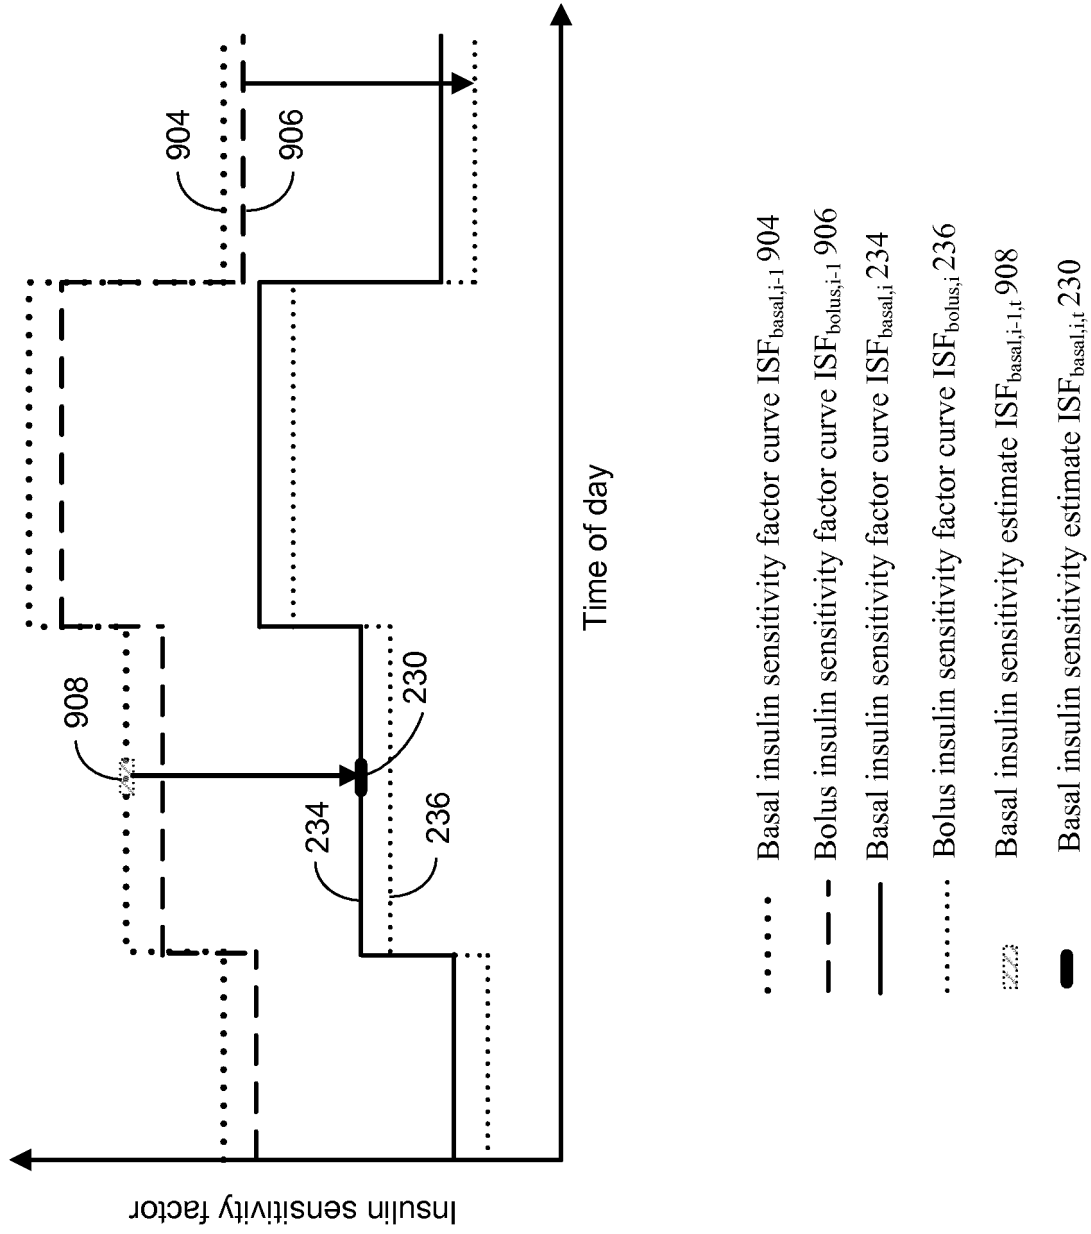 Insulin sensitivity factor
904
906
908
230
234
236
Time of day
Basal insulin sensitivity factor curve ISFbasal,i-1 904
Bolus insulin sensitivity factor curve ISFbolus,i-1 906
Basal insulin sensitivity factor curve ISFbasal,i 234
Bolus insulin sensitivity factor curve ISFbolus,i 236
Basal insulin sensitivity estimate ISFbasal,i-1,t 908
Basal insulin sensitivity estimate ISFbasal,i,t 230